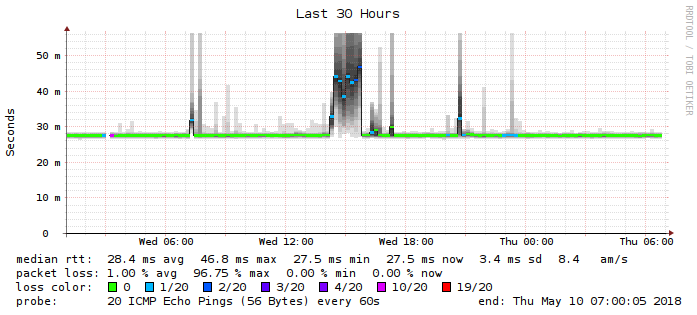 Last 30 Hours
RRDTOOL / TOBI OETIKER
Seconds
50 m
40 m
30 m
20 m
10 m
0
Wed 06:00 Wed 12:00 Wed 18:00 Thu 00:00 Thu 06:00
median rtt: 28.4 ms avg 46.8 ms max 27.5 ms min 27.5 ms now 3.4 ms sd 8.4 am/s
packet loss: 1.00 % avg 96.75 % max 0.00 % min 0.00 % now
loss color: 0 1/20 2/20 3/20 4/20 10/20 19/20
probe: 20 ICMP Echo Pings (56 Bytes) every 60s end: Thu May 10 07:00:05 2018